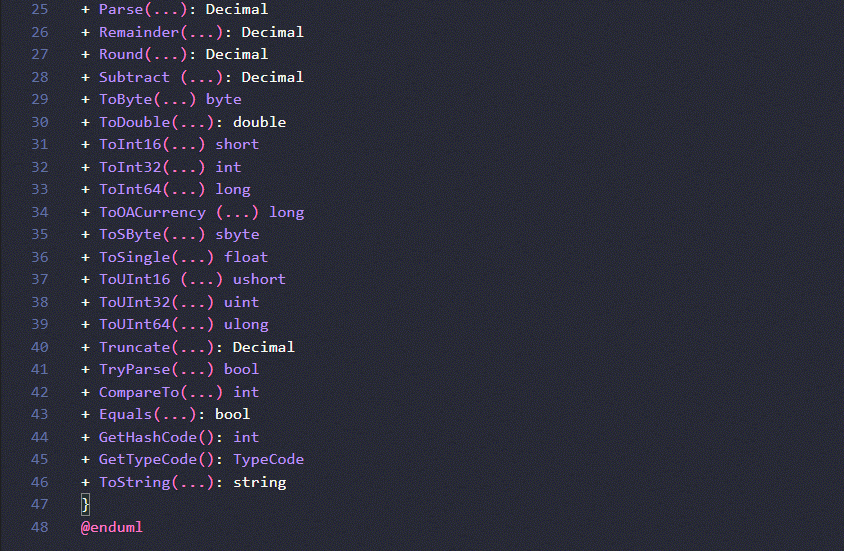 25 + Parse(...): Decimal
26 + Remainder(...): Decimal
27 + Round(...): Decimal
28 + Subtract (...): Decimal
29 + ToByte(...) byte
30 + ToDouble(...): double
31 + ToInt16(...) short
32 + ToInt32(...) int
33 + ToInt64(...) long
34 + ToOACurrency (...) long
35 + ToSByte(...) sbyte
36 + ToSingle(...) float
37 + ToUInt16 (...) ushort
38 + ToUInt32(...) uint
39 + ToUInt64(...) ulong
40 + Truncate(...): Decimal
41 + TryParse(...) bool
42 + CompareTo(...) int
43 + Equals(...): bool
44 + GetHashCode(): int
45 + GetTypeCode(): TypeCode
46 + ToString(...): string
47 }
48 @enduml